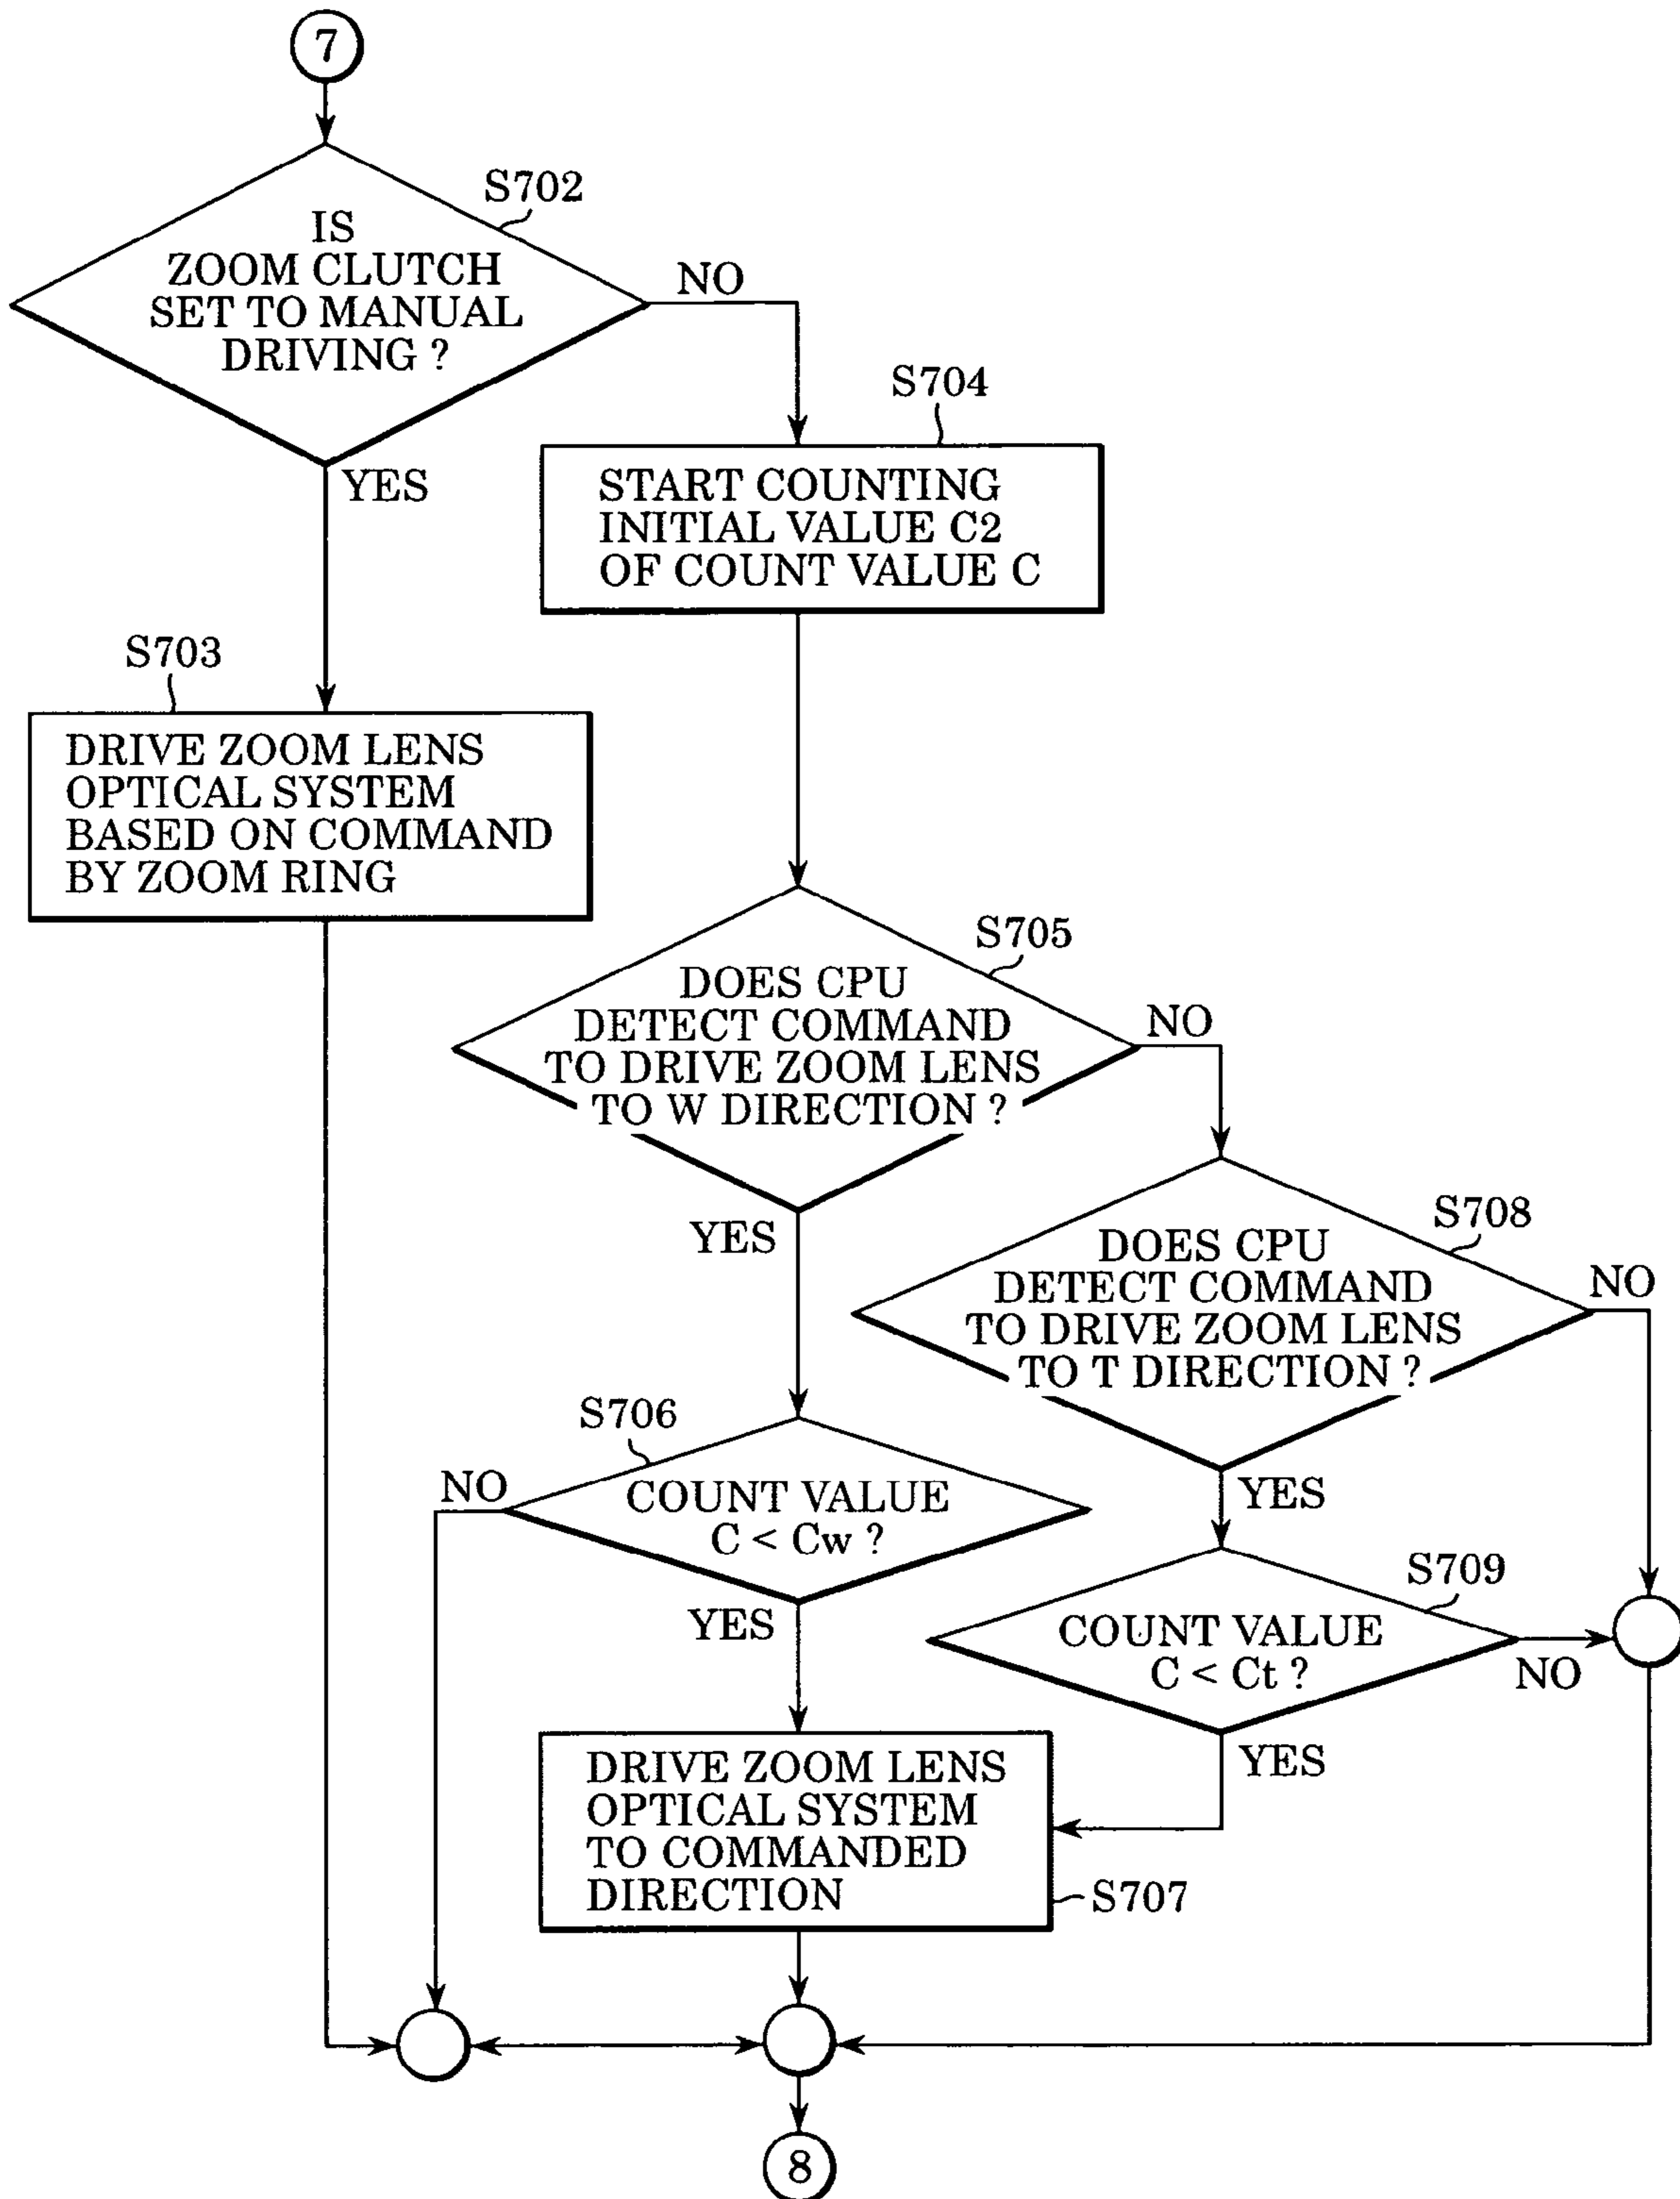 7
S702
IS
ZOOM CLUTCH
SET TO MANUAL
DRIVING ?
NO
YES
S704
START COUNTING
INITIAL VALUE C2
OF COUNT VALUE C
S703
DRIVE ZOOM LENS
OPTICAL SYSTEM
BASED ON COMMAND
BY ZOOM RING
S705
DOES CPU
DETECT COMMAND
TO DRIVE ZOOM LENS
TO W DIRECTION ?
NO
YES
S708
DOES CPU
DETECT COMMAND
TO DRIVE ZOOM LENS
TO T DIRECTION ?
NO
YES
S706
COUNT VALUE
C < Cw ?
NO
YES
S709
COUNT VALUE
C < Ct ?
NO
YES
DRIVE ZOOM LENS
OPTICAL SYSTEM
TO COMMANDED
DIRECTION
S707
8